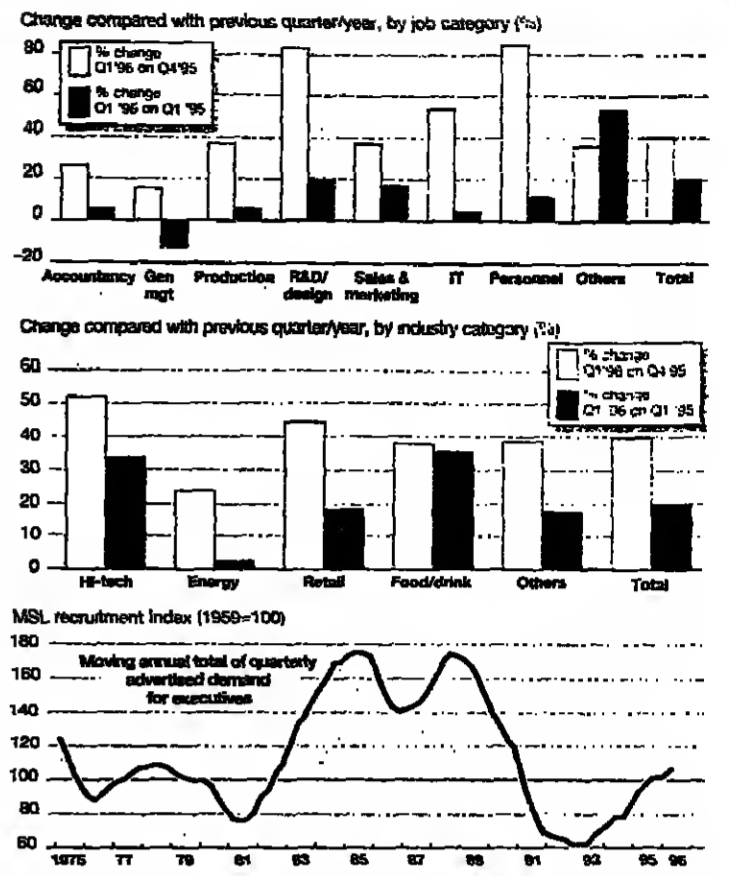 Change compared with previous quarter/year, by job category (%)
80
60
40
20
0
-20
% change
Q1 '96 on Q4 '95
% change
Q1 '96 on Q1 '95
Accountancy Gen mgt Production R&D/ design Sales & marketing IT Personnel Others Total
Change compared with previous quarter/year, by industry category (%)
60
50
40
30
20
10
0
% change
Q1 '96 on Q4 95
% change
Q1 '96 on Q1 '95
Hi-tech Energy Retail Food/drink Others Total
MSL recruitment index (1959=100)
180
160
140
120
100
80
60
Moving annual total of quarterly
advertised demand
for executives
1975 77 79 81 83 85 87 89 91 93 95 96